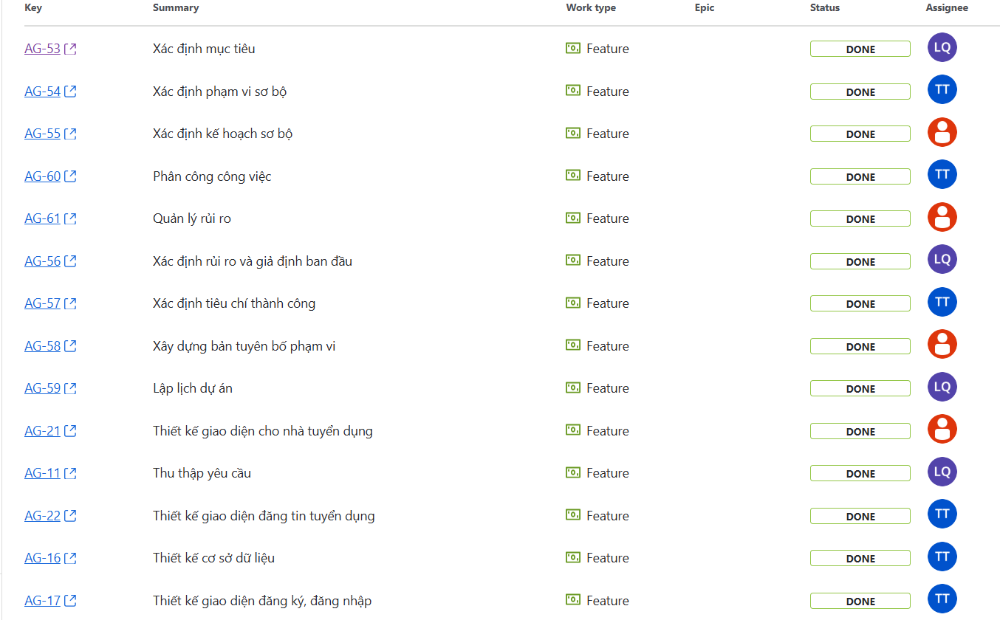 Key Summary Work type Epic Status Assignee
AG-53 Xác định mục tiêu Feature DONE LQ
AG-54 Xác định phạm vi sơ bộ Feature DONE TT
AG-55 Xác định kế hoạch sơ bộ Feature DONE
AG-60 Phân công công việc Feature DONE TT
AG-61 Quản lý rủi ro Feature DONE
AG-56 Xác định rủi ro và giả định ban đầu Feature DONE LQ
AG-57 Xác định tiêu chí thành công Feature DONE TT
AG-58 Xây dựng bản tuyên bố phạm vi Feature DONE
AG-59 Lập lịch dự án Feature DONE LQ
AG-21 Thiết kế giao diện cho nhà tuyển dụng Feature DONE
AG-11 Thu thập yêu cầu Feature DONE LQ
AG-22 Thiết kế giao diện đăng tin tuyển dụng Feature DONE TT
AG-16 Thiết kế cơ sở dữ liệu Feature DONE TT
AG-17 Thiết kế giao diện đăng ký, đăng nhập Feature DONE TT